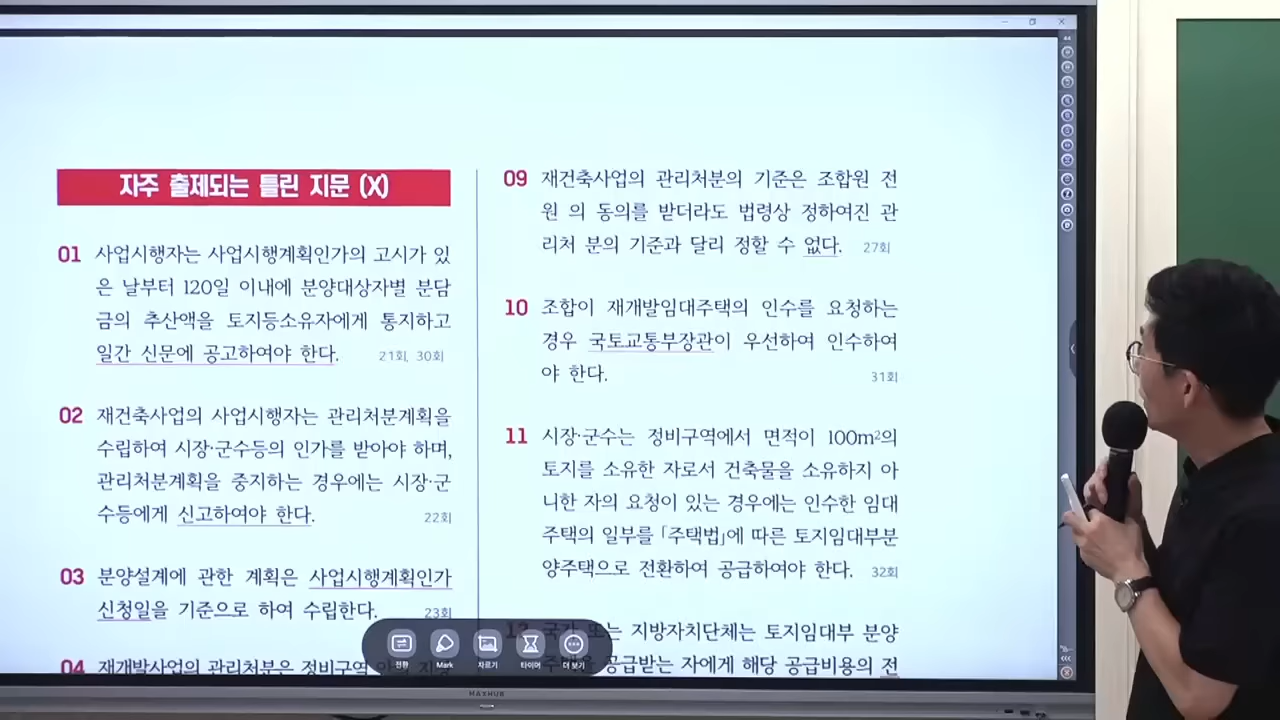 자주 출제되는 틀린 지문 (X)
01 사업시행자는 사업시행계획인가의 고시가 있
은 날부터 120일 이내에 분양대상자별 분담
금의 추산액을 토지등소유자에게 통지하고
일간 신문에 공고하여야 한다. 21회, 30회
02 재건축사업의 사업시행자는 관리처분계획을
수립하여 시장·군수등의 인가를 받아야 하며,
관리처분계획을 중지하는 경우에는 시장·군
수등에게 신고하여야 한다. 22회
03 분양설계에 관한 계획은 사업시행계획인가
신청일을 기준으로 하여 수립한다. 23회
04 재개발사업의 관리처분은 정비구역
09 재건축사업의 관리처분의 기준은 조합원 전
원 의 동의를 받더라도 법령상 정하여진 관
리처 분의 기준과 달리 정할 수 없다. 27회
10 조합이 재개발임대주택의 인수를 요청하는
경우 국토교통부장관이 우선하여 인수하여
야 한다. 31회
11 시장·군수는 정비구역에서 면적이 100m²의
토지를 소유한 자로서 건축물을 소유하지 아
니한 자의 요청이 있는 경우에는 인수한 임대
주택의 일부를 「주택법」에 따른 토지임대부분
양주택으로 전환하여 공급하여야 한다. 32회
12 국가 또는 지방자치단체는 토지임대부 분양
주택을 공급받는 자에게 해당 공급비용의 전
전환 Mark 자르기 타이머 더 보기
MAXHUB